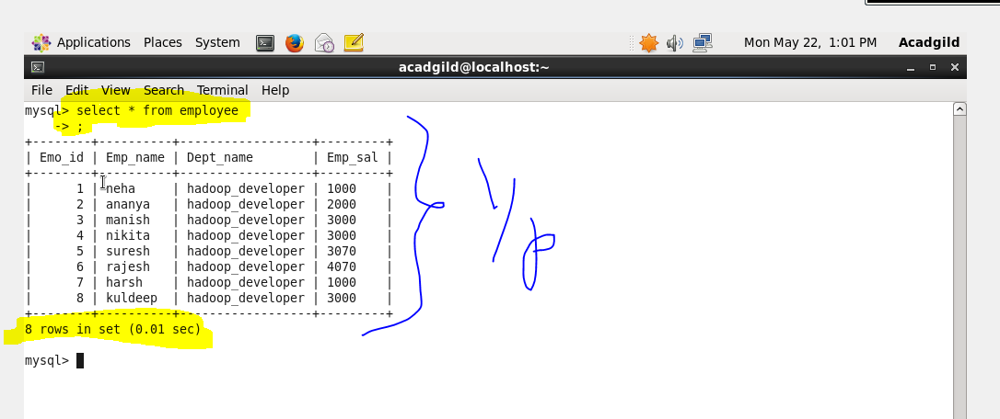 Applications Places System Mon May 22, 1:01 PM Acadgild
acadgild@localhost:~
File Edit View Search Terminal Help
mysql> select * from employee
    -> ;
+--------+----------+------------------+---------+
| Emo_id | Emp_name | Dept_name        | Emp_sal |
+--------+----------+------------------+---------+
|      1 | neha     | hadoop_developer | 1000    |
|      2 | ananya   | hadoop_developer | 2000    |
|      3 | manish   | hadoop_developer | 3000    |
|      4 | nikita   | hadoop_developer | 3000    |
|      5 | suresh   | hadoop_developer | 3070    |
|      6 | rajesh   | hadoop_developer | 4070    |
|      7 | harsh    | hadoop_developer | 1000    |
|      8 | kuldeep  | hadoop_developer | 3000    |
+--------+----------+------------------+---------+
8 rows in set (0.01 sec)
mysql>